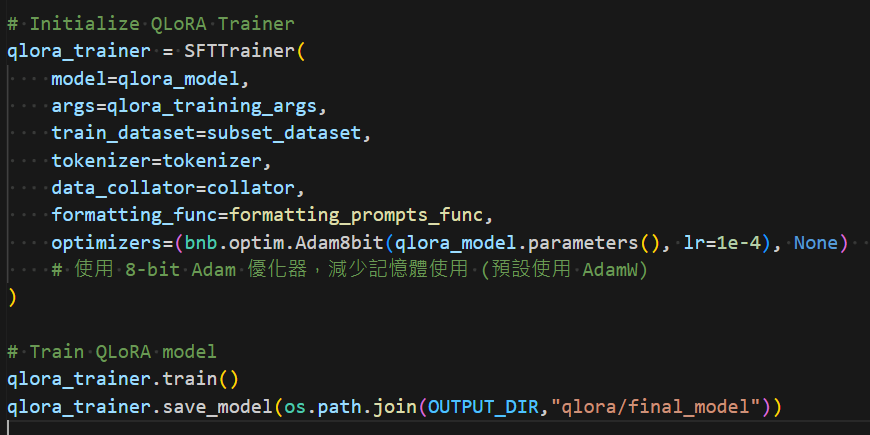 # Initialize QLoRA Trainer
qlora_trainer = SFTTrainer(
    model=qlora_model,
    args=qlora_training_args,
    train_dataset=subset_dataset,
    tokenizer=tokenizer,
    data_collator=collator,
    formatting_func=formatting_prompts_func,
    optimizers=(bnb.optim.Adam8bit(qlora_model.parameters(), lr=1e-4), None)
    # 使用 8-bit Adam 優化器，減少記憶體使用 (預設使用 AdamW)
)
# Train QLoRA model
qlora_trainer.train()
qlora_trainer.save_model(os.path.join(OUTPUT_DIR,"qlora/final_model"))